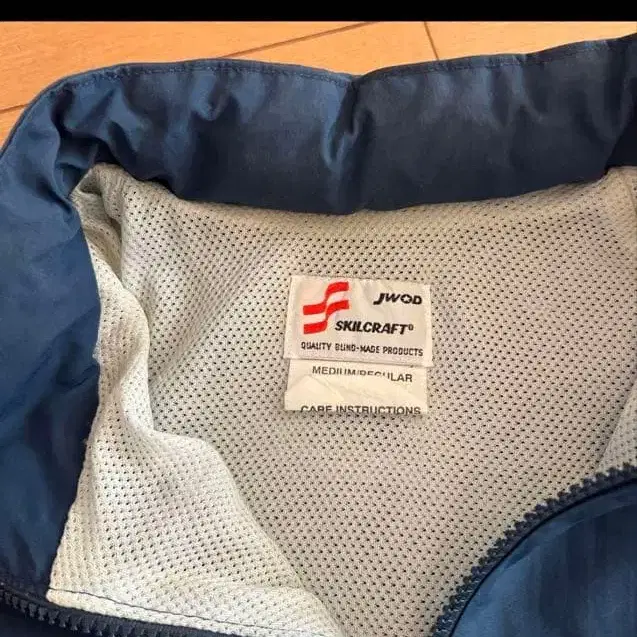 JWOD
SKILCRAFT®
QUALITY BLIND-MADE PRODUCTS
MEDIUM/REGULAR
CARE INSTRUCTIONS